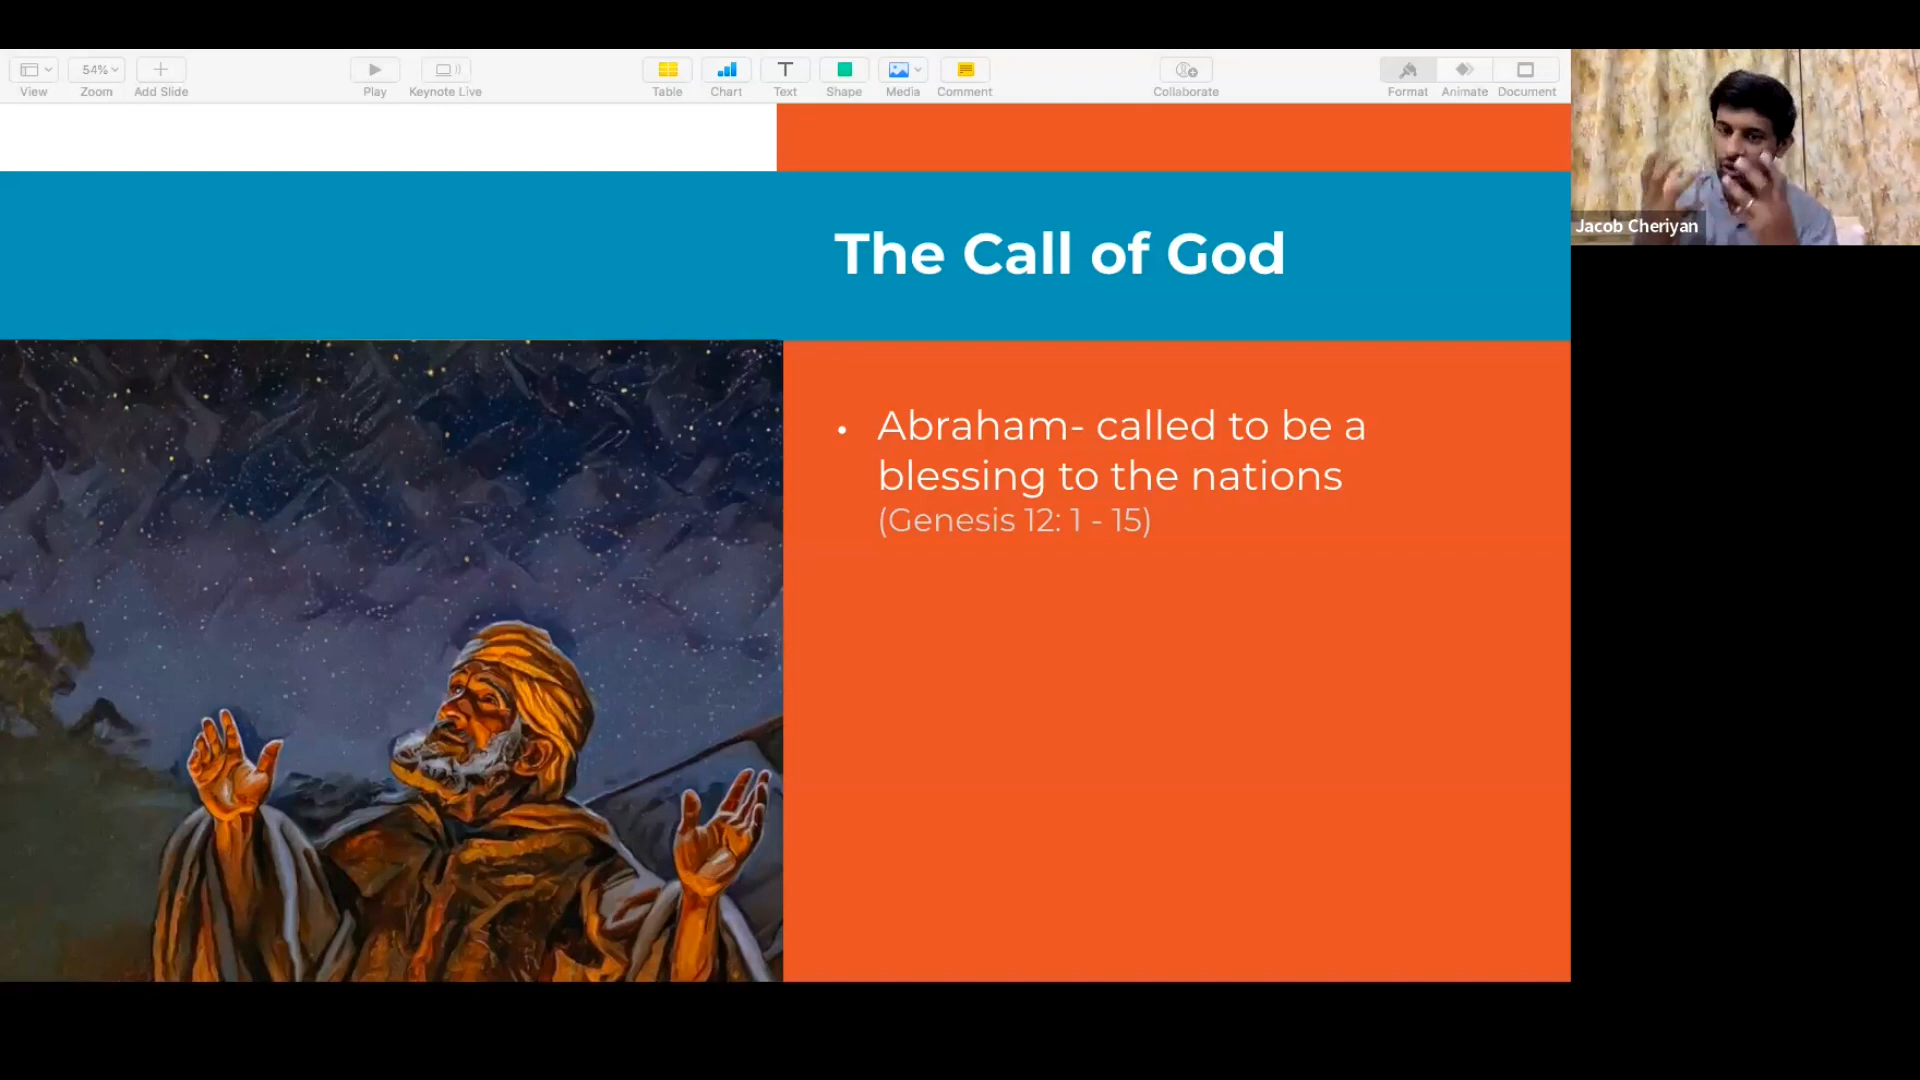 View
54%
Zoom
Add Slide
Play
Keynote Live
Table
Chart
T
Text
Shape
Media
Comment
Collaborate
Format
Animate
Document
Jacob Cheriyan
The Call of God
• Abraham- called to be a
blessing to the nations
(Genesis 12: 1 - 15)